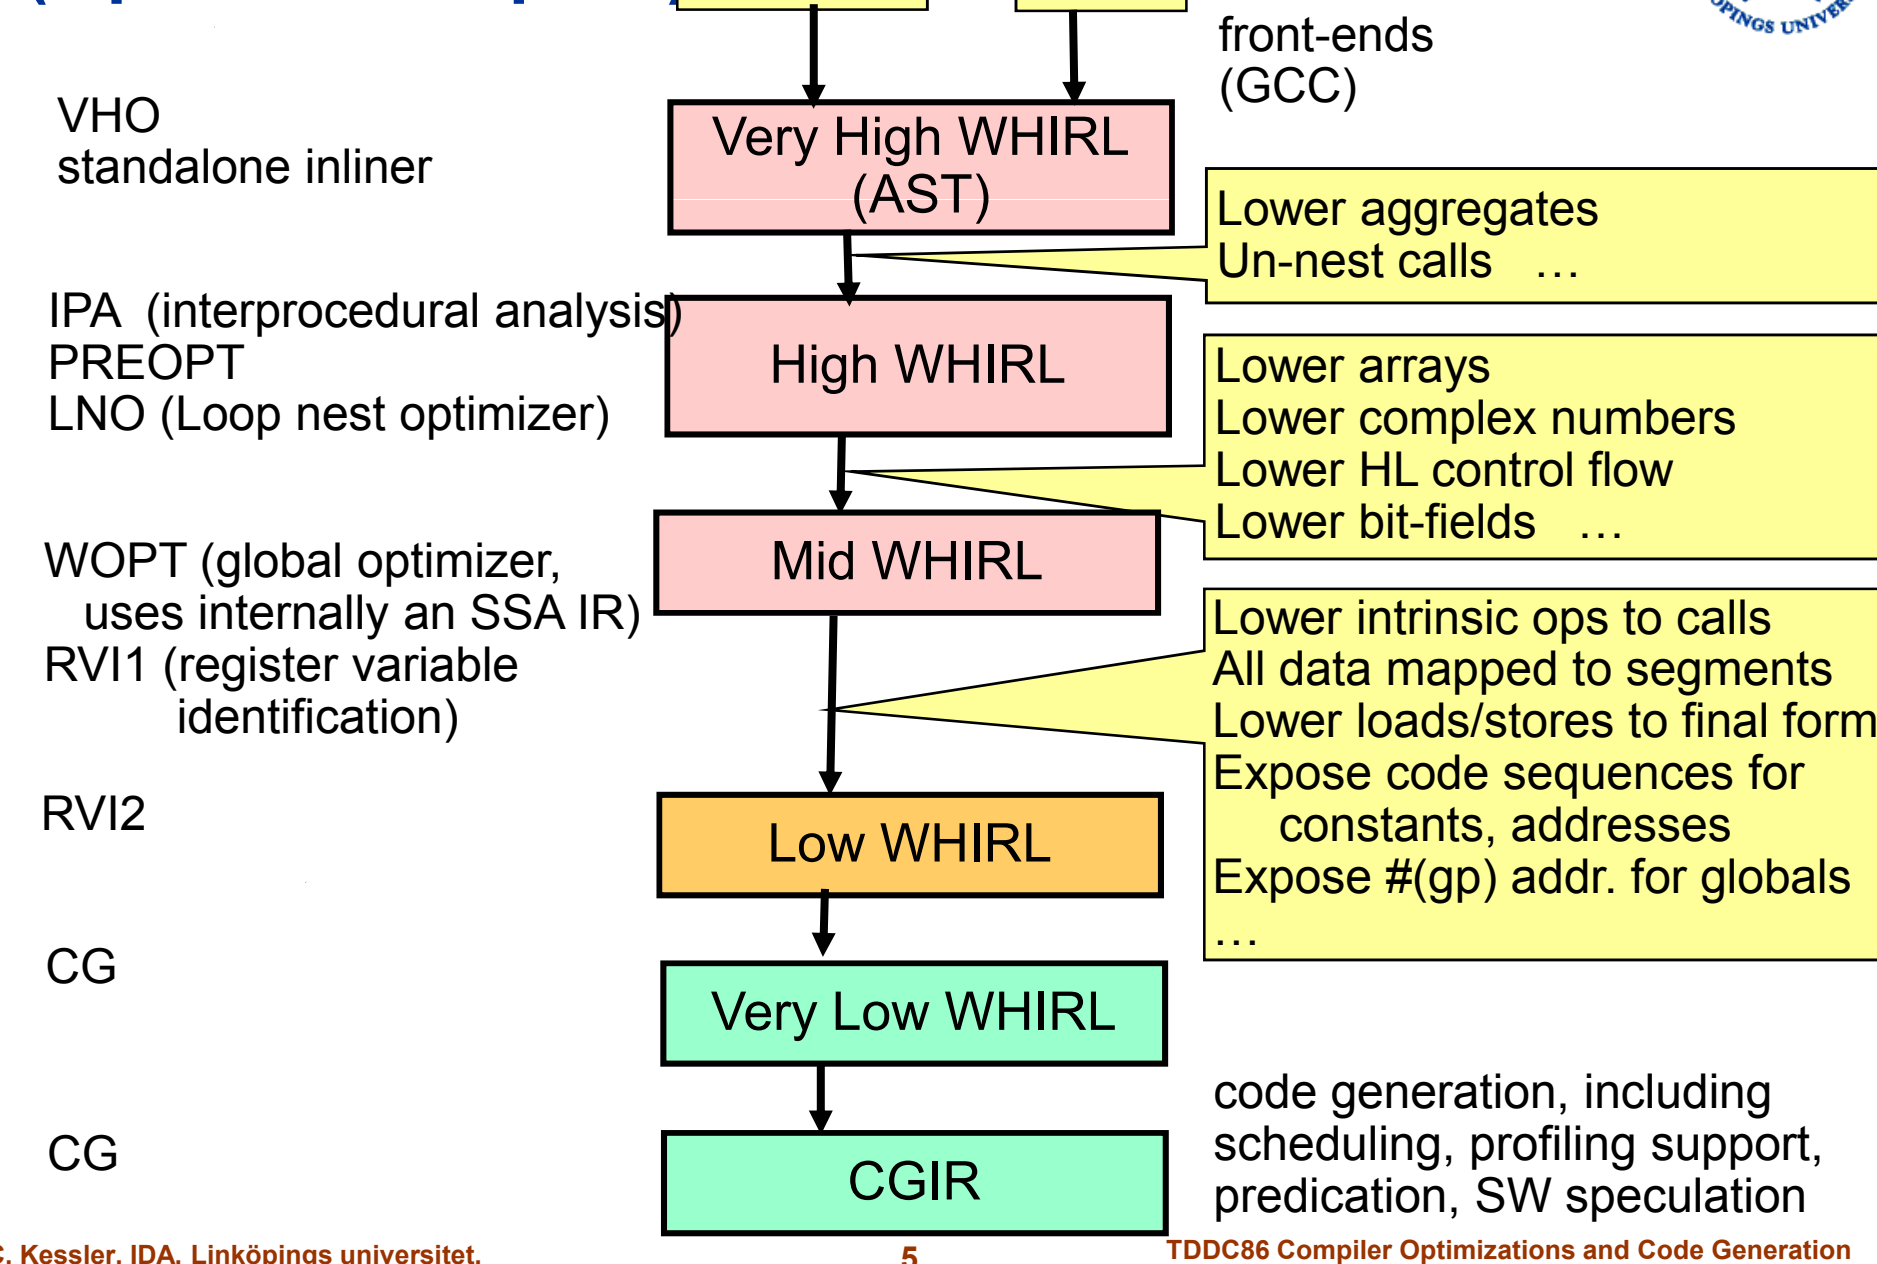 front-ends
(GCC)
VHO
standalone inliner
Very High WHIRL
(AST)
Lower aggregates
Un-nest calls …
IPA (interprocedural analysis)
PREOPT
LNO (Loop nest optimizer)
High WHIRL
Lower arrays
Lower complex numbers
Lower HL control flow
Lower bit-fields …
WOPT (global optimizer,
uses internally an SSA IR)
RVI1 (register variable
identification)
Mid WHIRL
Lower intrinsic ops to calls
All data mapped to segments
Lower loads/stores to final form
Expose code sequences for
constants, addresses
Expose #(gp) addr. for globals
…
RVI2
Low WHIRL
CG
Very Low WHIRL
CG
CGIR
code generation, including
scheduling, profiling support,
predication, SW speculation
C. Kessler, IDA, Linköpings universitet.
5
TDDC86 Compiler Optimizations and Code Generation